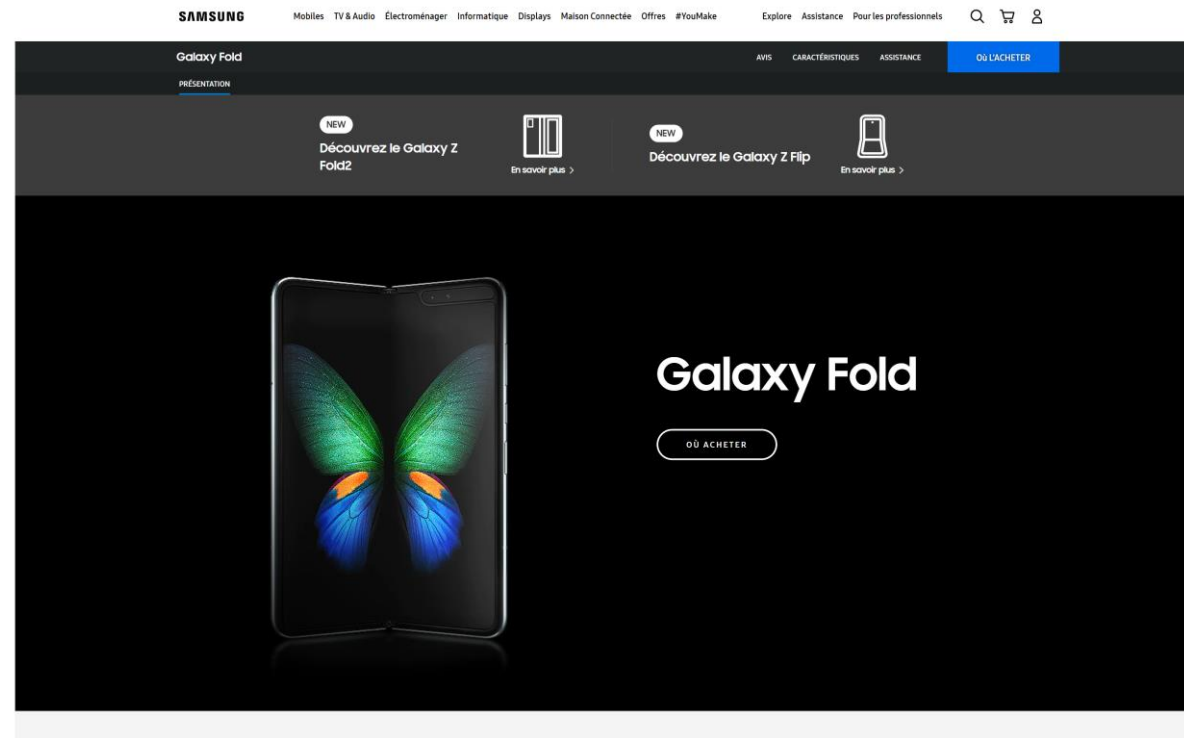 SAMSUNG Mobiles TV & Audio Électroménager Informatique Displays Maison Connectée Offres #YouMake Explore Assistance Pour les professionnels
Galaxy Fold AVIS CARACTÉRISTIQUES ASSISTANCE Où L'ACHETER
PRÉSENTATION
NEW
Découvrez le Galaxy Z
Fold2
En savoir plus >
NEW
Découvrez le Galaxy Z Flip
En savoir plus >
Galaxy Fold
OÙ ACHETER